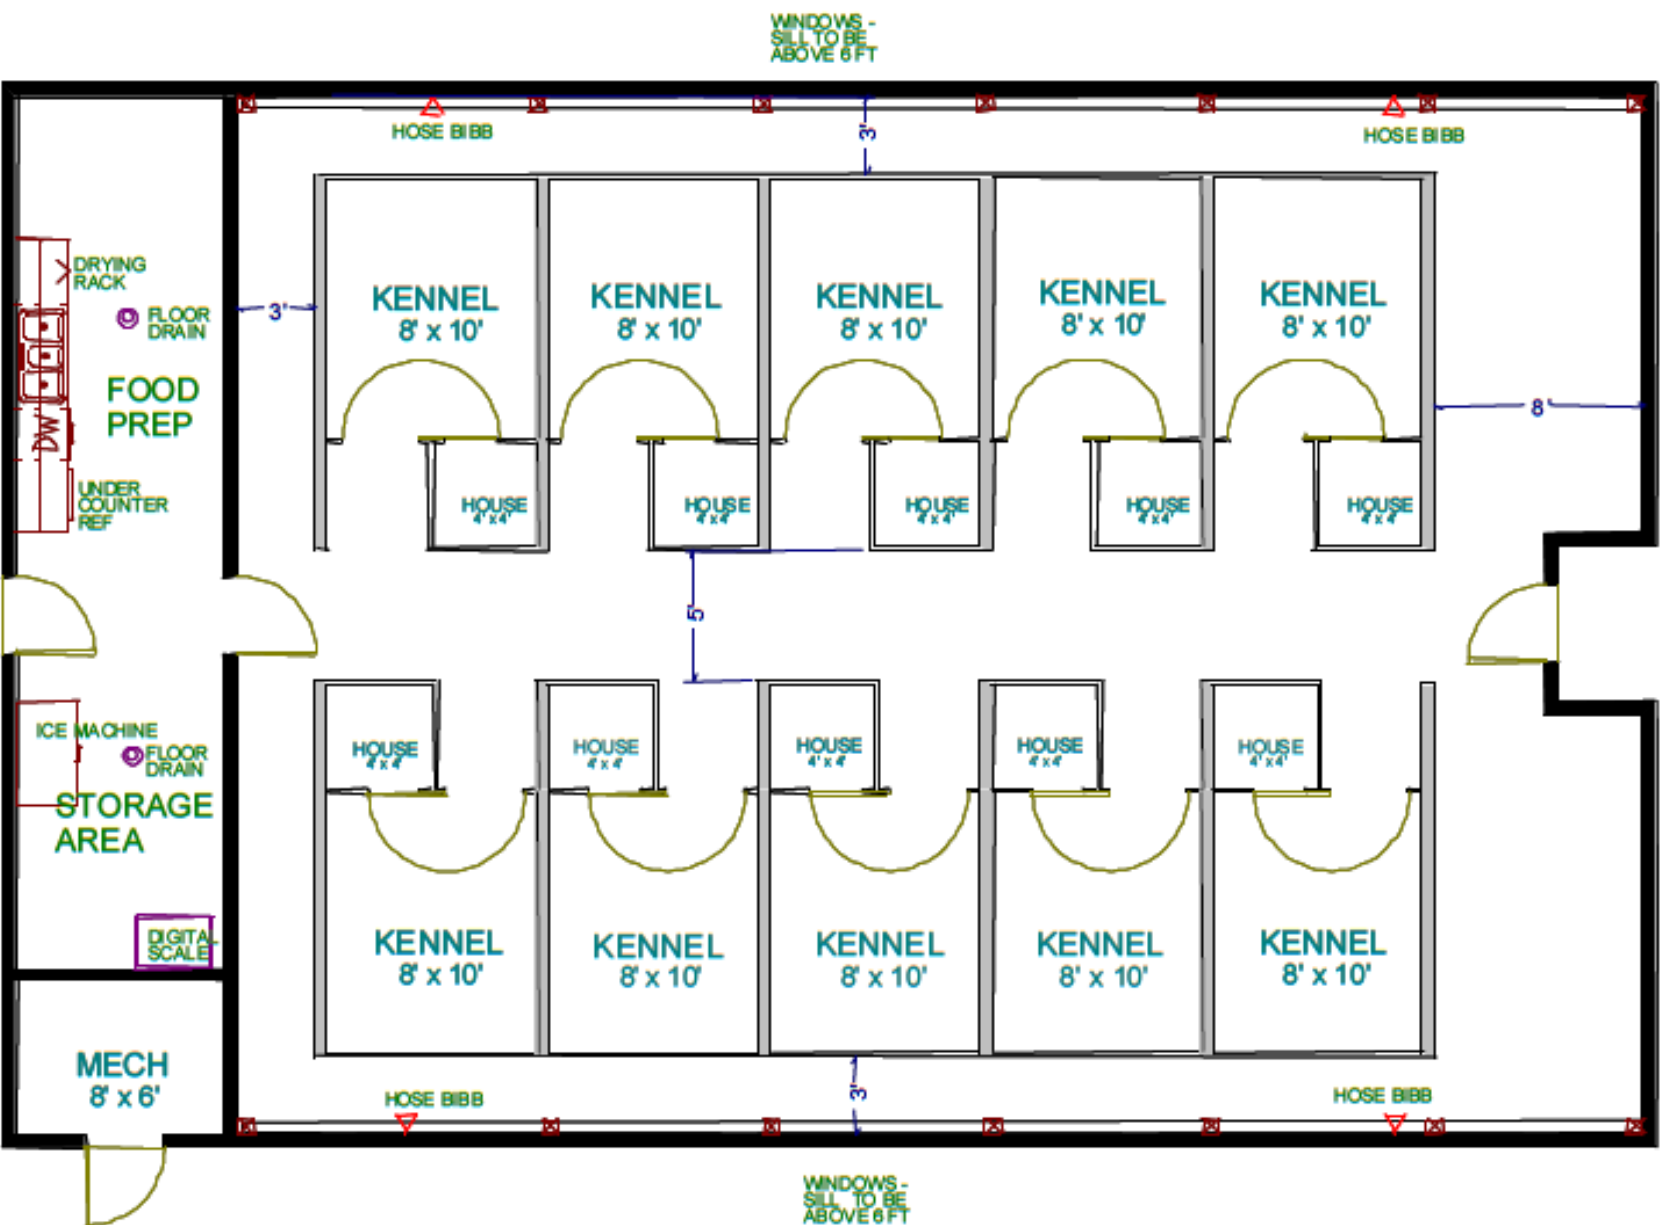 WINDOWS -
SILL TO BE
ABOVE 6 FT
HOSE BIBB
3'
HOSE BIBB
DRYING
RACK
FLOOR
DRAIN
FOOD
PREP
DW
UNDER
COUNTER
REF
3'
KENNEL
8' x 10'
KENNEL
8' x 10'
KENNEL
8' x 10'
KENNEL
8' x 10'
KENNEL
8' x 10'
8'
HOUSE
4' x 4'
HOUSE
4' x 4'
HOUSE
4' x 4'
HOUSE
4' x 4'
HOUSE
4' x 4'
5'
ICE MACHINE
FLOOR
DRAIN
STORAGE
AREA
HOUSE
4' x 4'
HOUSE
4' x 4'
HOUSE
4' x 4'
HOUSE
4' x 4'
HOUSE
4' x 4'
DIGITAL
SCALE
KENNEL
8' x 10'
KENNEL
8' x 10'
KENNEL
8' x 10'
KENNEL
8' x 10'
KENNEL
8' x 10'
MECH
8' x 6'
HOSE BIBB
3'
HOSE BIBB
WINDOWS -
SILL TO BE
ABOVE 6 FT